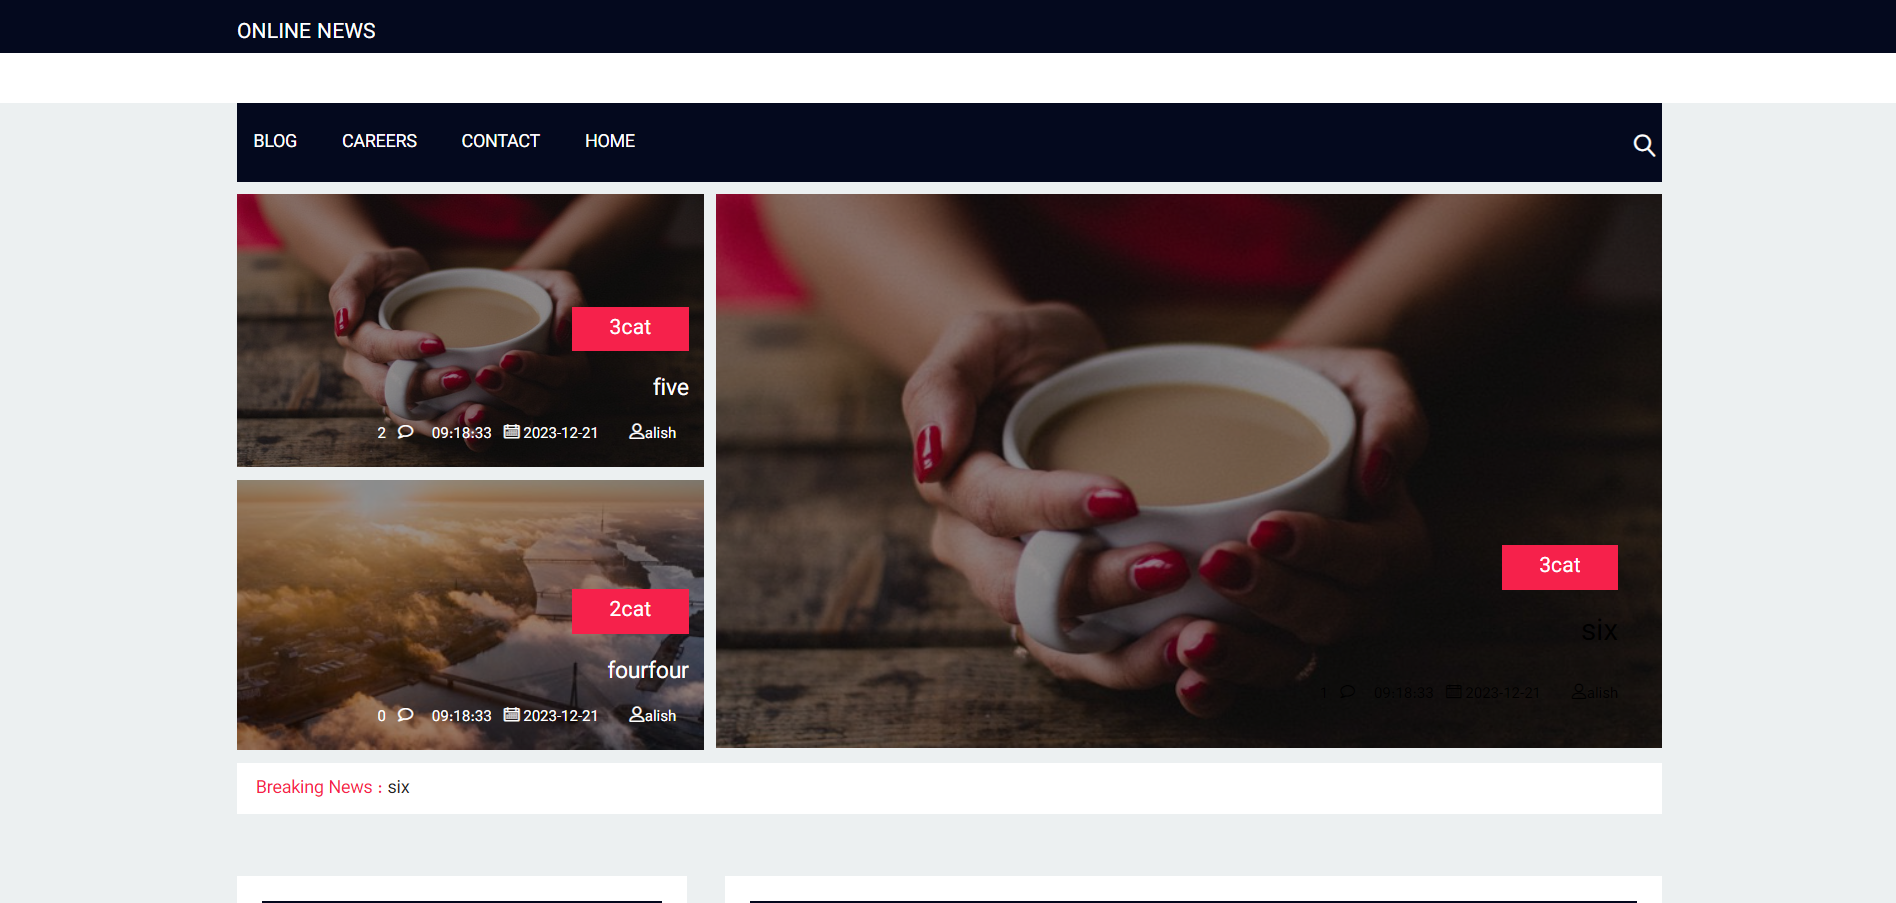 ONLINE NEWS
BLOG CAREERS CONTACT HOME
3cat
five
2 09:18:33 2023-12-21 alish
2cat
fourfour
0 09:18:33 2023-12-21 alish
3cat
six
1 09:18:33 2023-12-21 alish
Breaking News : six